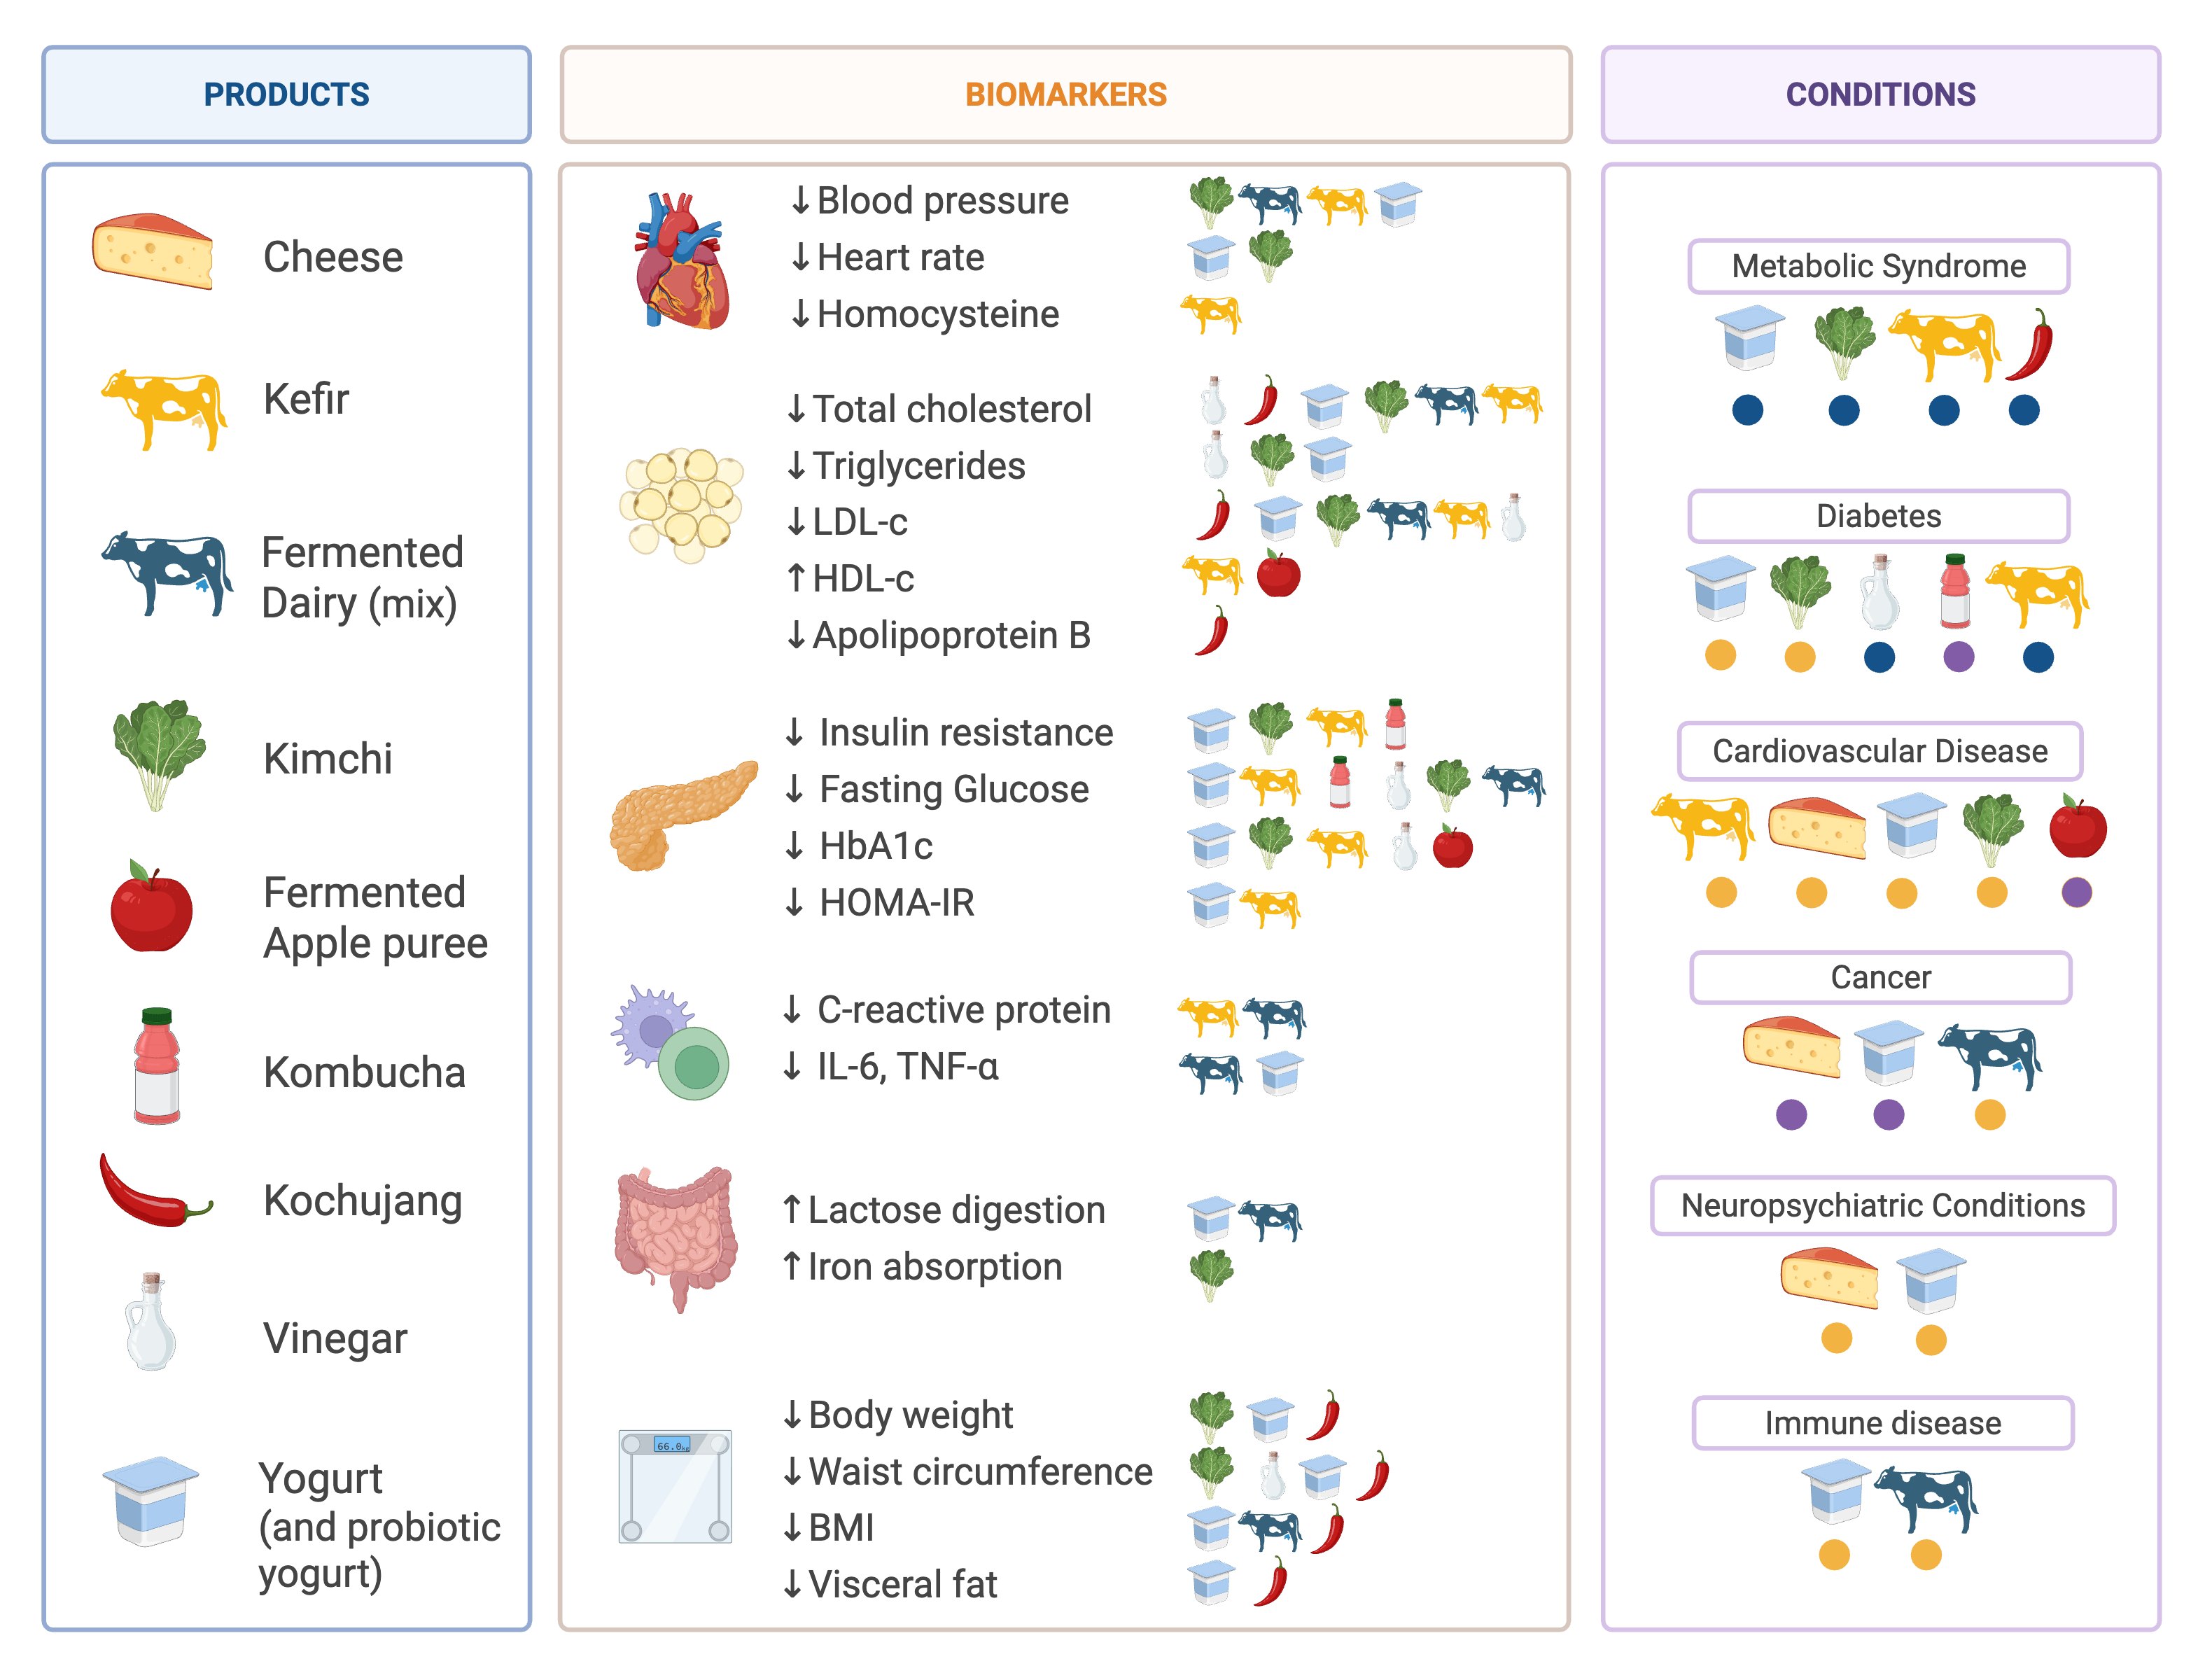 PRODUCTS
Cheese
Kefir
Fermented
Dairy (mix)
Kimchi
Fermented
Apple puree
Kombucha
Kochujang
Vinegar
Yogurt
(and probiotic
yogurt)
BIOMARKERS
↓Blood pressure
↓Heart rate
↓Homocysteine
↓Total cholesterol
↓Triglycerides
↓LDL-c
↑HDL-c
↓Apolipoprotein B
↓ Insulin resistance
↓ Fasting Glucose
↓ HbA1c
↓ HOMA-IR
↓ C-reactive protein
↓ IL-6, TNF-α
↑Lactose digestion
↑Iron absorption
66.0kg
↓Body weight
↓Waist circumference
↓BMI
↓Visceral fat
CONDITIONS
Metabolic Syndrome
Diabetes
Cardiovascular Disease
Cancer
Neuropsychiatric Conditions
Immune disease